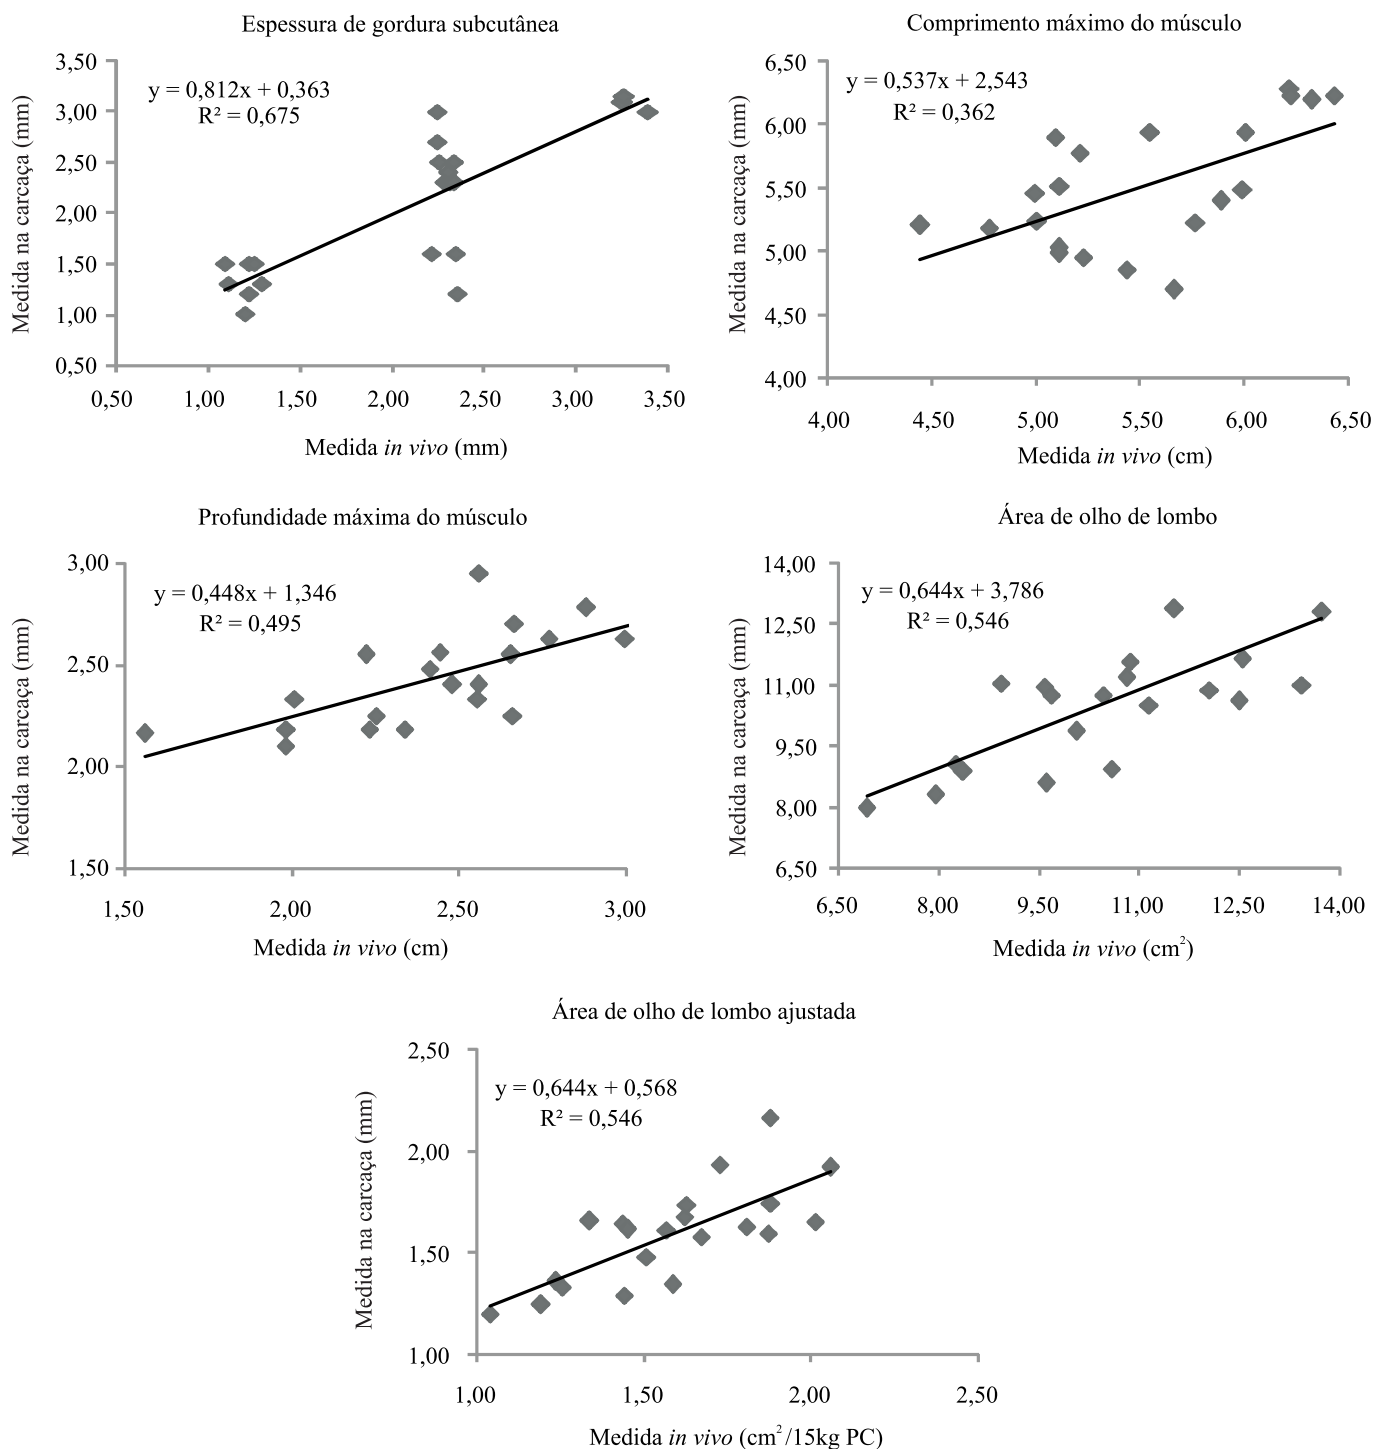 Espessura de gordura subcutânea
y = 0,812x + 0,363
R² = 0,675
Medida na carcaça (mm)
3,50
3,00
2,50
2,00
1,50
1,00
0,50
0,50 1,00 1,50 2,00 2,50 3,00 3,50
Medida in vivo (mm)
Comprimento máximo do músculo
y = 0,537x + 2,543
R² = 0,362
Medida na carcaça (mm)
6,50
6,00
5,50
5,00
4,50
4,00
4,00 4,50 5,00 5,50 6,00 6,50
Medida in vivo (cm)
Profundidade máxima do músculo
y = 0,448x + 1,346
R² = 0,495
Medida na carcaça (mm)
3,00
2,50
2,00
1,50
1,50 2,00 2,50 3,00
Medida in vivo (cm)
Área de olho de lombo
y = 0,644x + 3,786
R² = 0,546
Medida na carcaça (mm)
14,00
12,50
11,00
9,50
8,00
6,50
6,50 8,00 9,50 11,00 12,50 14,00
Medida in vivo (cm²)
Área de olho de lombo ajustada
y = 0,644x + 0,568
R² = 0,546
Medida na carcaça (mm)
2,50
2,00
1,50
1,00
1,00 1,50 2,00 2,50
Medida in vivo (cm²/15kg PC)